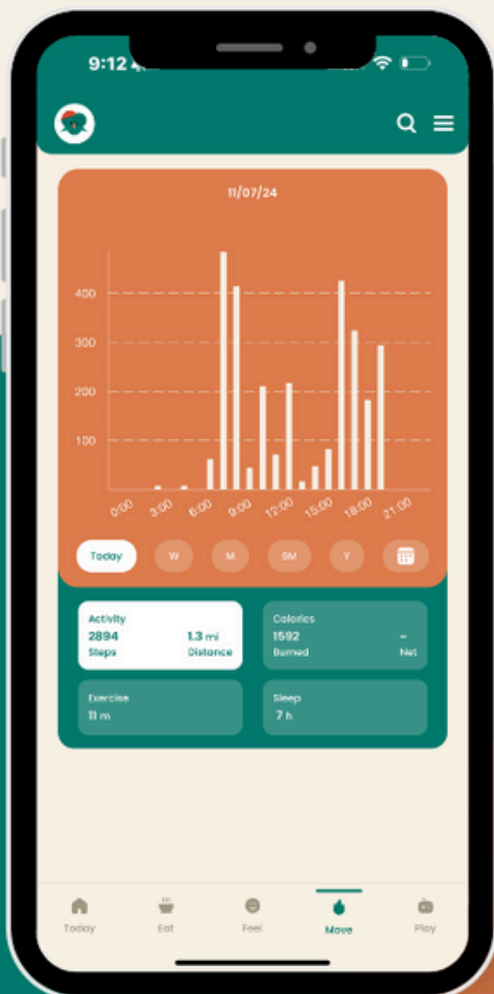 9:12
11/07/24
400
300
200
100
0:00 3:00 6:00 9:00 12:00 15:00 18:00 21:00
Today W M 6M Y
Activity
2894 1.3 mi
Steps Distance
Calories
1592 –
Burned Net
Exercise
11 m
Sleep
7 h
Today Eat Feel Move Play